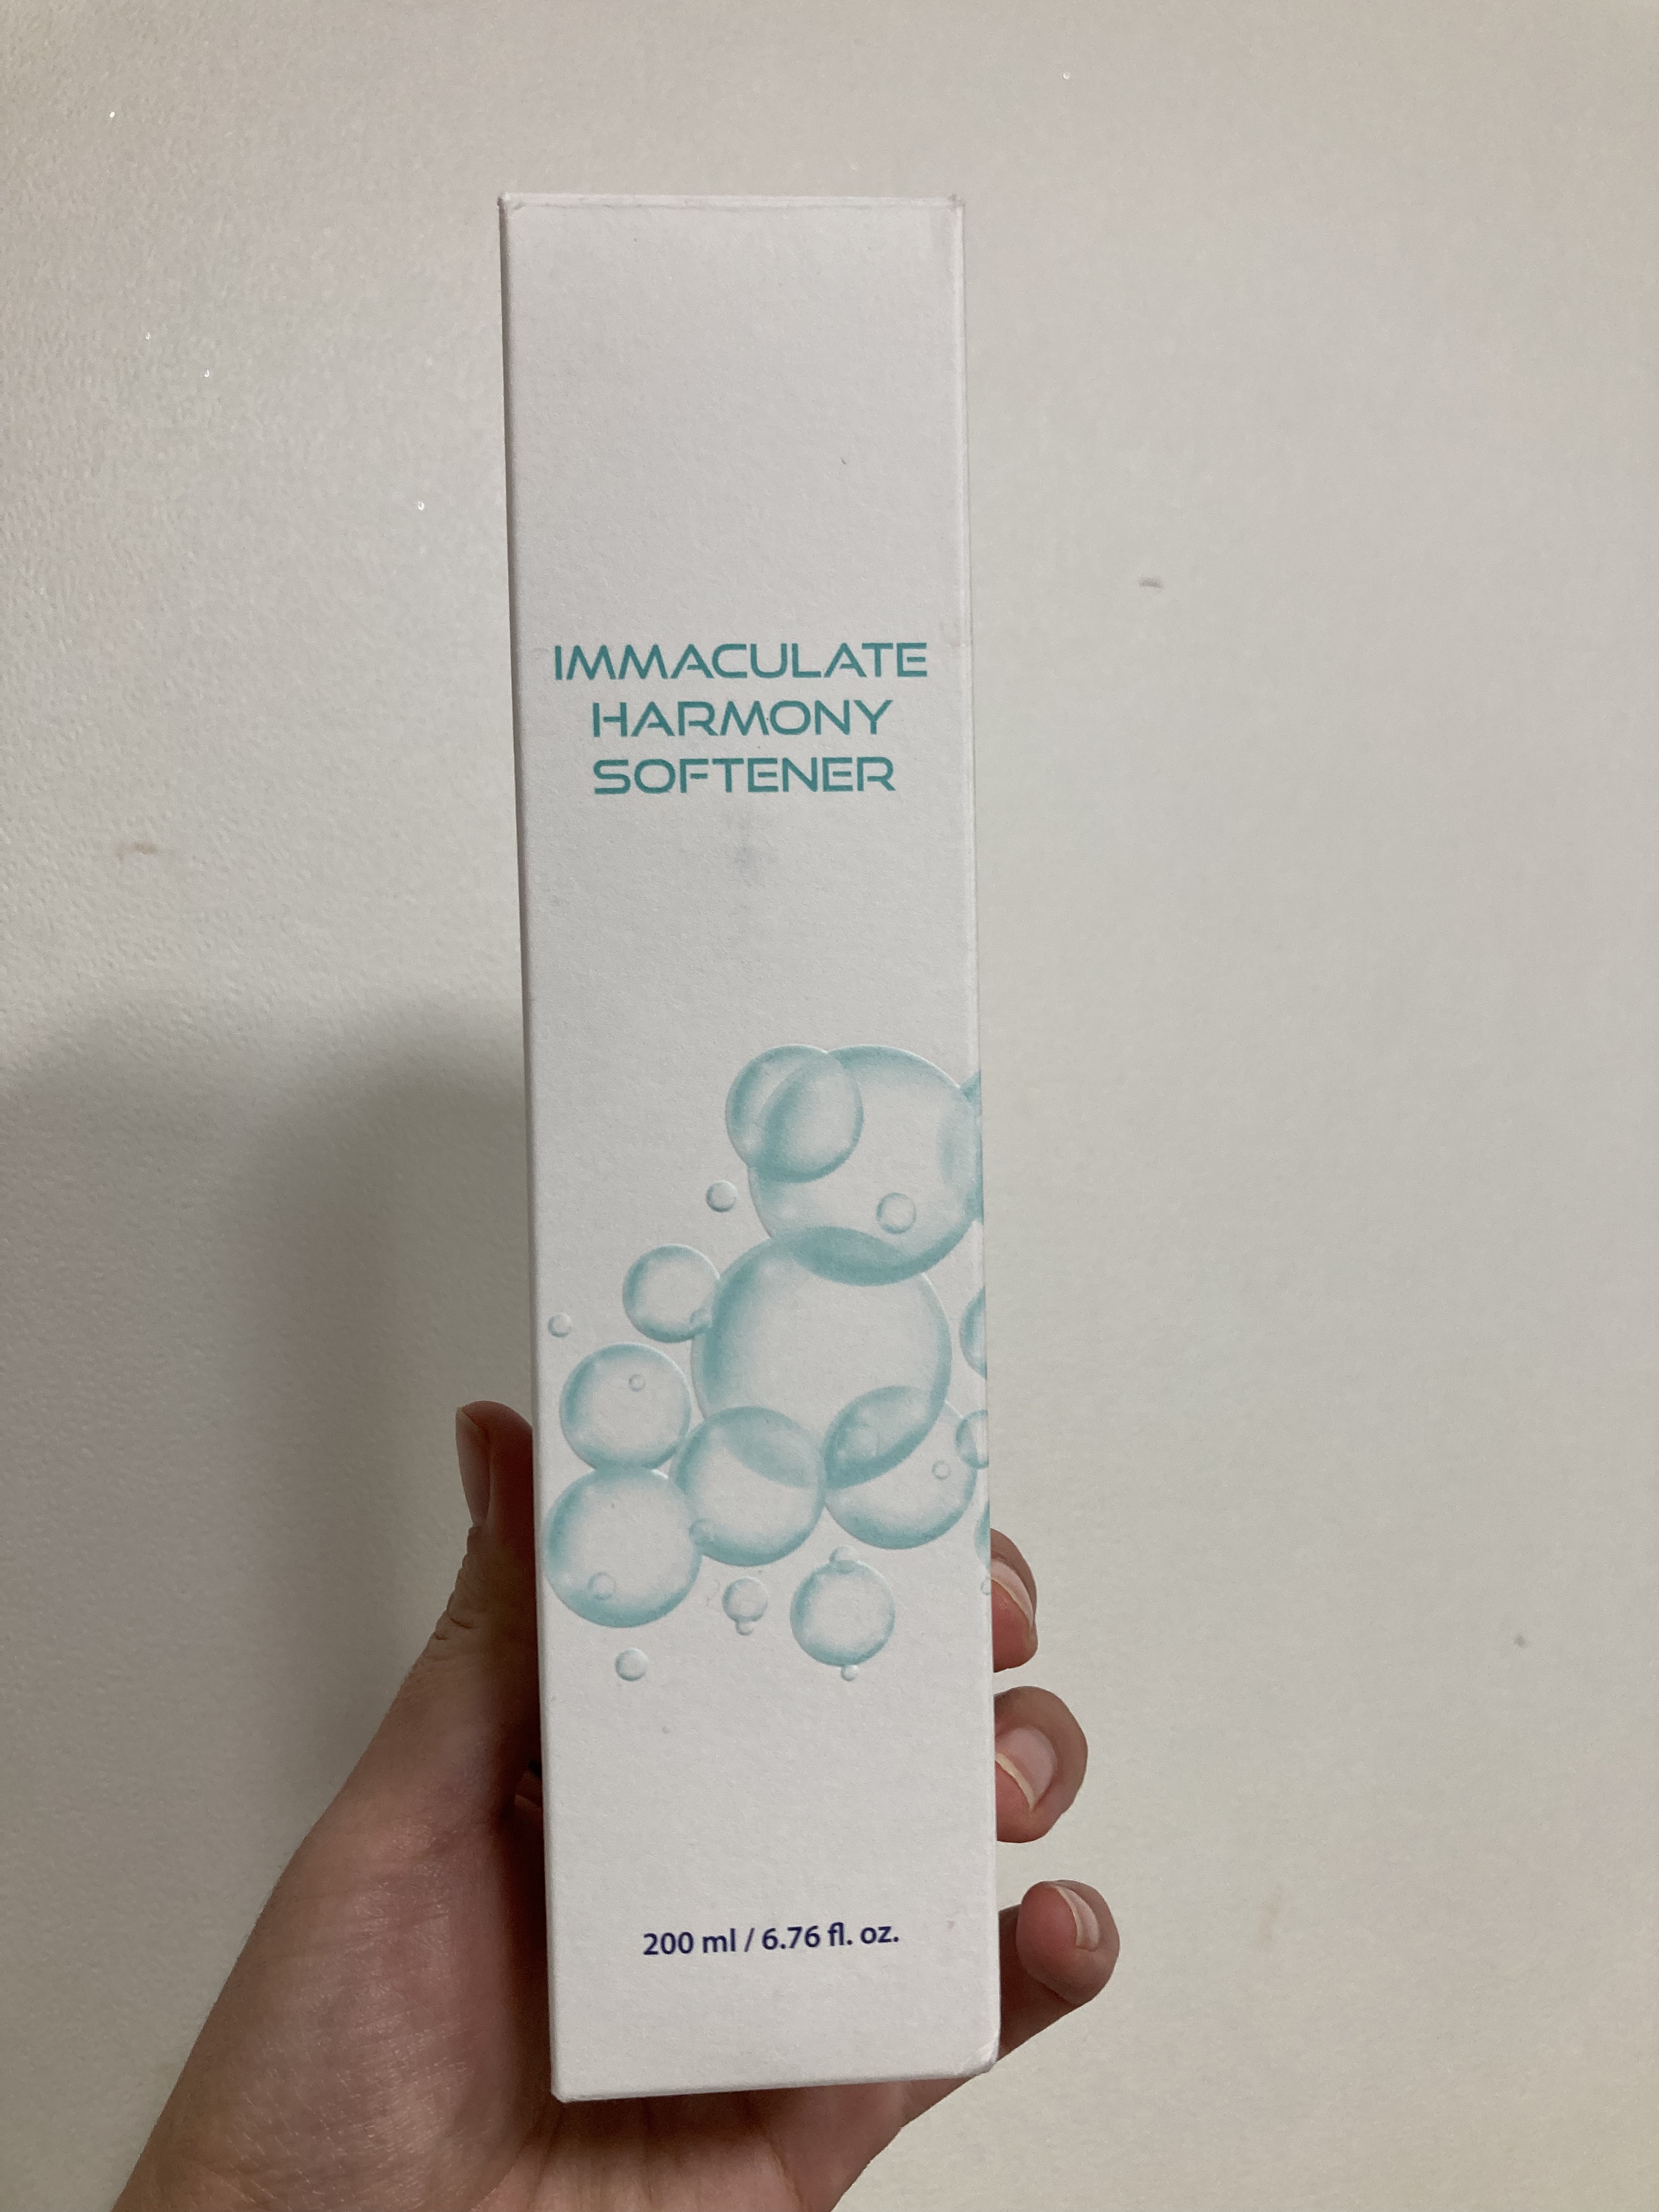 IMMACULATE
HARMONY
SOFTENER
200 ml / 6.76 fl. oz.